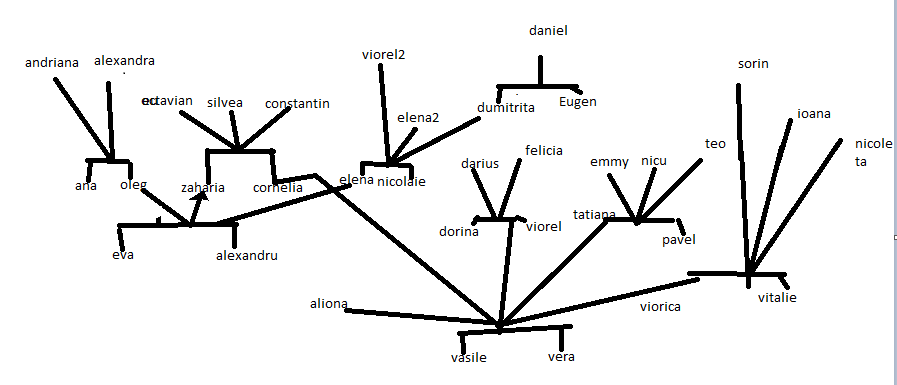 daniel
viorel2
andriana
alexandra
sorin
octavian
silvea
constantin
dumitrita
Eugen
elena2
ioana
teo
nicole
ta
felicia
darius
emmy
nicu
ana
oleg
zaharia
cornelia
elena
nicolaie
tatiana
dorina
viorel
pavel
eva
alexandru
aliona
viorica
vitalie
vasile
vera